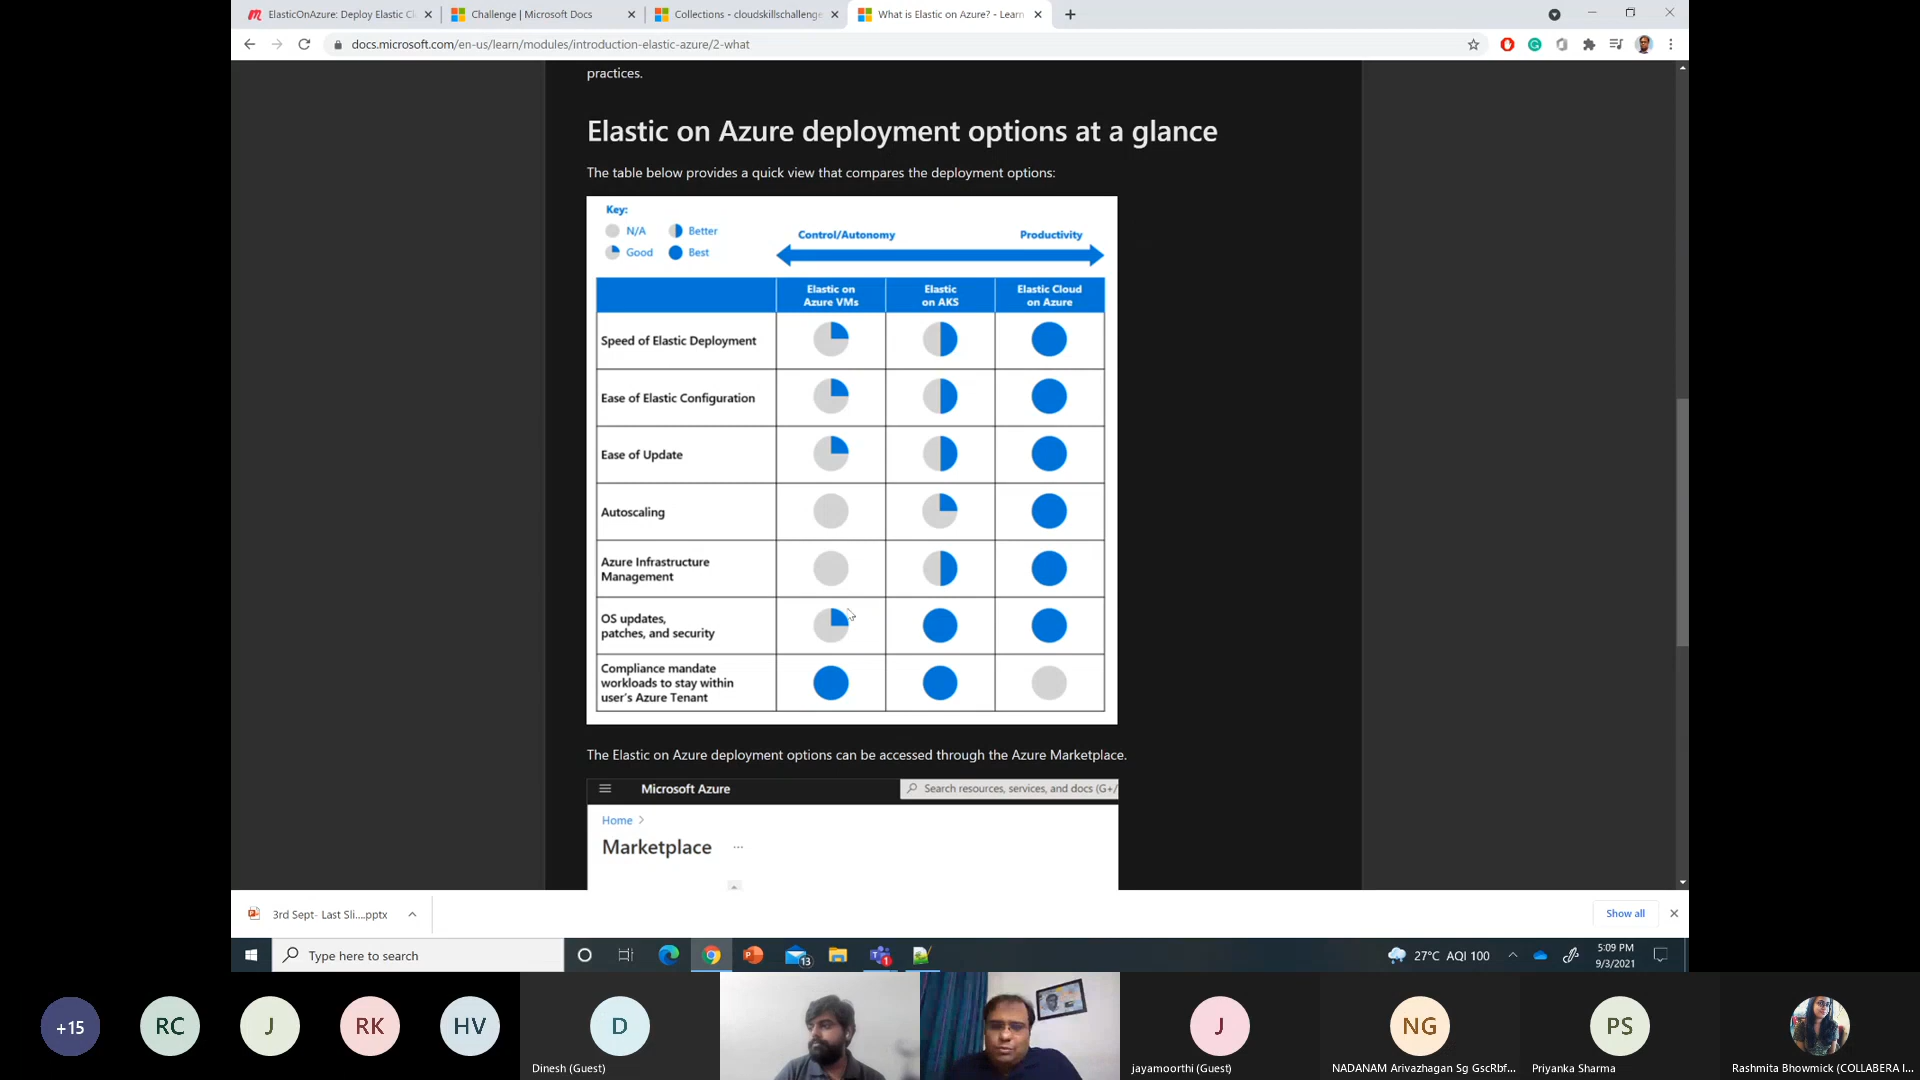 ElasticOnAzure: Deploy Elastic Cl
Challenge | Microsoft Docs
Collections - cloudskillschallenge
What is Elastic on Azure? - Learn
docs.microsoft.com/en-us/learn/modules/introduction-elastic-azure/2-what
practices.
Elastic on Azure deployment options at a glance
The table below provides a quick view that compares the deployment options:
Key:
N/A
Better
Good
Best
Control/Autonomy
Productivity
Elastic on
Azure VMs
Elastic
on AKS
Elastic Cloud
on Azure
Speed of Elastic Deployment
Ease of Elastic Configuration
Ease of Update
Autoscaling
Azure Infrastructure
Management
OS updates,
patches, and security
Compliance mandate
workloads to stay within
user's Azure Tenant
The Elastic on Azure deployment options can be accessed through the Azure Marketplace.
Microsoft Azure
Search resources, services, and docs (G+/
Home >
Marketplace ...
3rd Sept- Last Sli....pptx
Show all
Type here to search
13
1
27°C AQI 100
5:09 PM
9/3/2021
+15
RC
J
RK
HV
D
Dinesh (Guest)
J
jayamoorthi (Guest)
NG
NADANAM Arivazhagan Sg GscRbf...
PS
Priyanka Sharma
Rashmita Bhowmick (COLLABERA I...